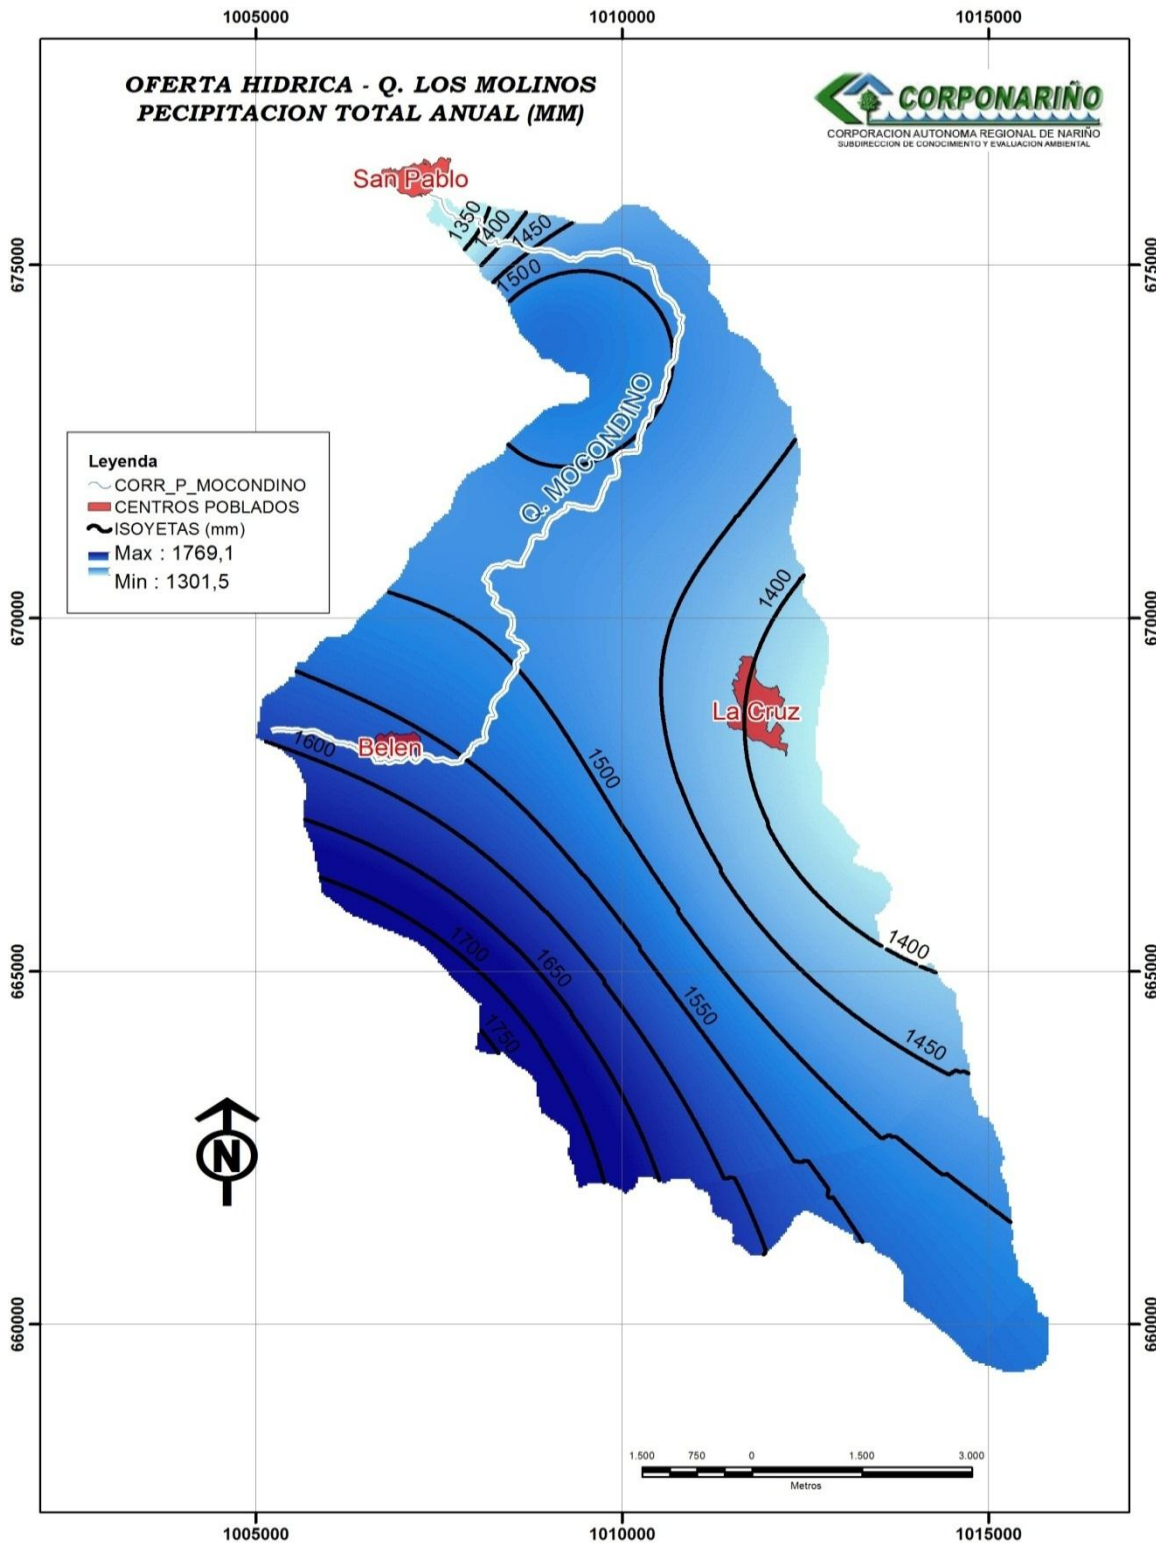 1005000 1010000 1015000
OFERTA HIDRICA - Q. LOS MOLINOS
PECIPITACION TOTAL ANUAL (MM)
CORPONARIÑO
CORPORACION AUTONOMA REGIONAL DE NARIÑO
SUBDIRECCION DE CONOCIMIENTO Y EVALUACION AMBIENTAL
San Pablo
1350
1400
1450
1500
675000 675000
Q. MOCONDINO
Leyenda
CORR_P_MOCONDINO
CENTROS POBLADOS
ISOYETAS (mm)
Max : 1769,1
Min : 1301,5
1400
670000 670000
La Cruz
Belen
1600
1500
1400
1700
1650
665000 665000
1550
1750
1450
N
660000 660000
1.500 750 0 1.500 3.000
Metros
1005000 1010000 1015000